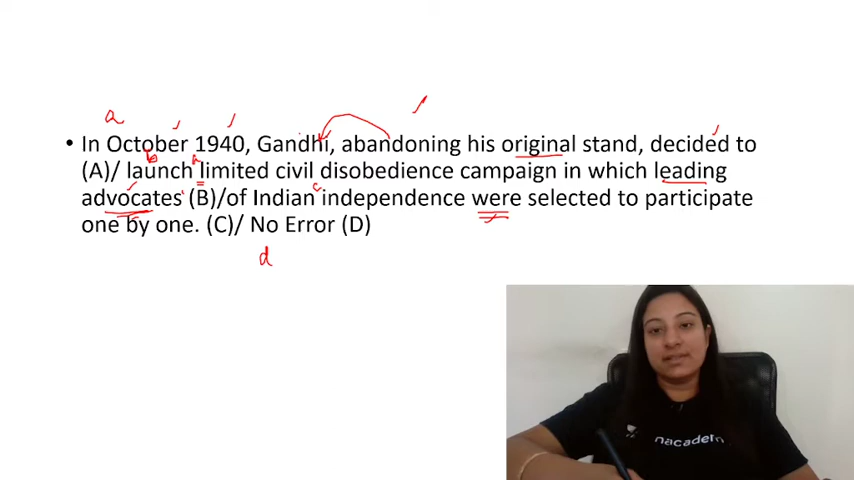 a
• In October 1940, Gandhi, abandoning his original stand, decided to
b a
(A)/ launch limited civil disobedience campaign in which leading
c
advocates (B)/of Indian independence were selected to participate
one by one. (C)/ No Error (D)
d
nacadem